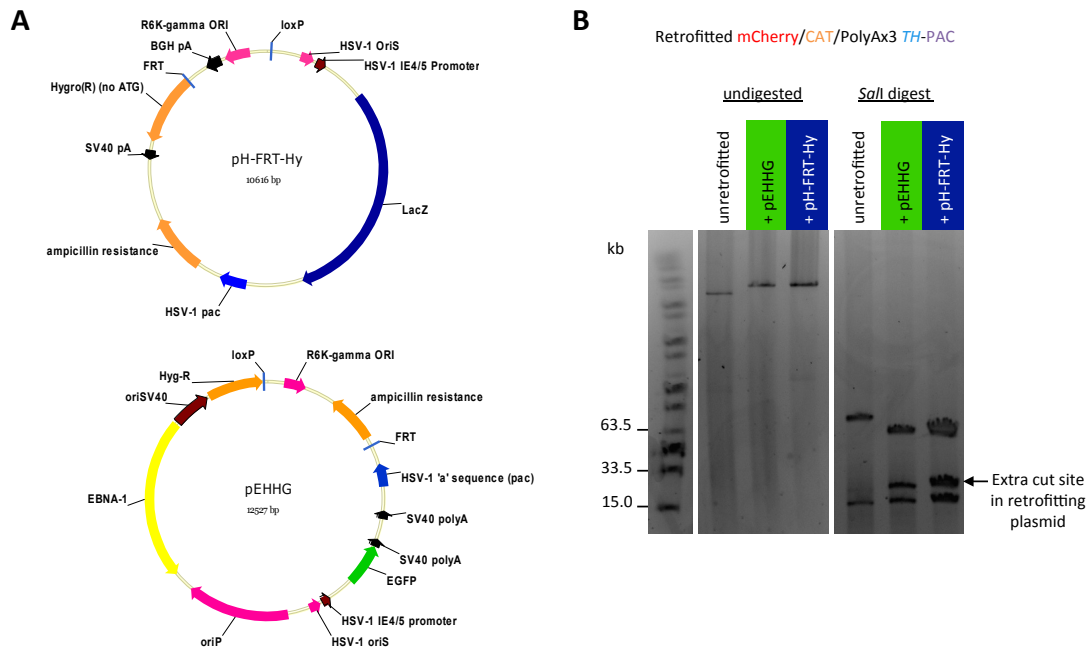 A
R6K-gamma ORI
loxP
BGH pA
HSV-1 OriS
FRT
HSV-1 IE4/5 Promoter
Hygro(R) (no ATG)
SV40 pA
pH-FRT-Hy
10616 bp
LacZ
ampicillin resistance
HSV-1 pac
loxP
R6K-gamma ORI
Hyg-R
oriSV40
ampicillin resistance
FRT
HSV-1 'a' sequence (pac)
EBNA-1
pEHHG
12527 bp
SV40 polyA
SV40 polyA
EGFP
HSV-1 IE4/5 promoter
HSV-1 oriS
oriP
B
Retrofitted mCherry/CAT/PolyAx3 TH-PAC
undigested
SalI digest
unretrofitted
+ pEHHG
+ pH-FRT-Hy
unretrofitted
+ pEHHG
+ pH-FRT-Hy
kb
63.5
33.5
15.0
Extra cut site
in retrofitting
plasmid